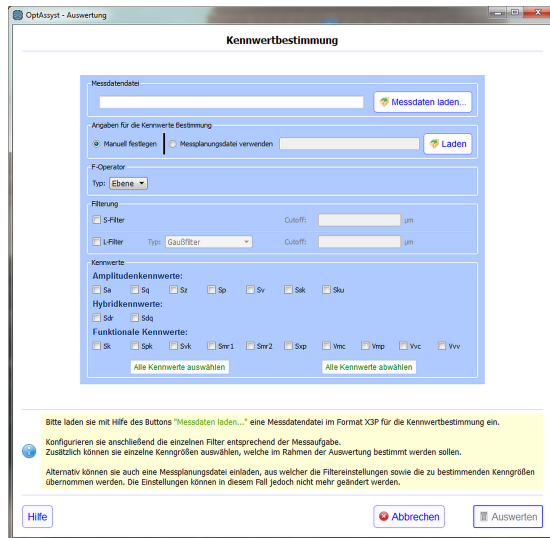 OptAssyst - Auswertung
Kennwertbestimmung
Messdatendatei
Messdaten laden...
Angaben für die Kennwerte Bestimmung
Manuell festlegen Messplanungsdatei verwenden Laden
F-Operator
Typ: Ebene
Filterung
S-Filter Cutoff: µm
L-Filter Typ: Gaußfilter Cutoff: µm
Kennwerte
Amplitudenkennwerte:
Sa Sq Sz Sp Sv Ssk Sku
Hybridkennwerte:
Sdr Sdq
Funktionale Kennwerte:
Sk Spk Svk Smr1 Smr2 Sxp Vmc Vmp Vvc Vvv
Alle Kennwerte auswählen Alle Kennwerte abwählen
Bitte laden sie mit Hilfe des Buttons "Messdaten laden..." eine Messdatendatei im Format X3P für die Kennwertbestimmung ein.
Konfigurieren sie anschließend die einzelnen Filter entsprechend der Messaufgabe.
Zusätzlich können sie einzelne Kenngrößen auswählen, welche im Rahmen der Auswertung bestimmt werden sollen.
Alternativ können sie auch eine Messplanungsdatei einladen, aus welcher die Filtereinstellungen sowie die zu bestimmenden Kenngrößen
übernommen werden. Die Einstellungen können in diesem Fall jedoch nicht mehr geändert werden.
Hilfe Abbrechen Auswerten